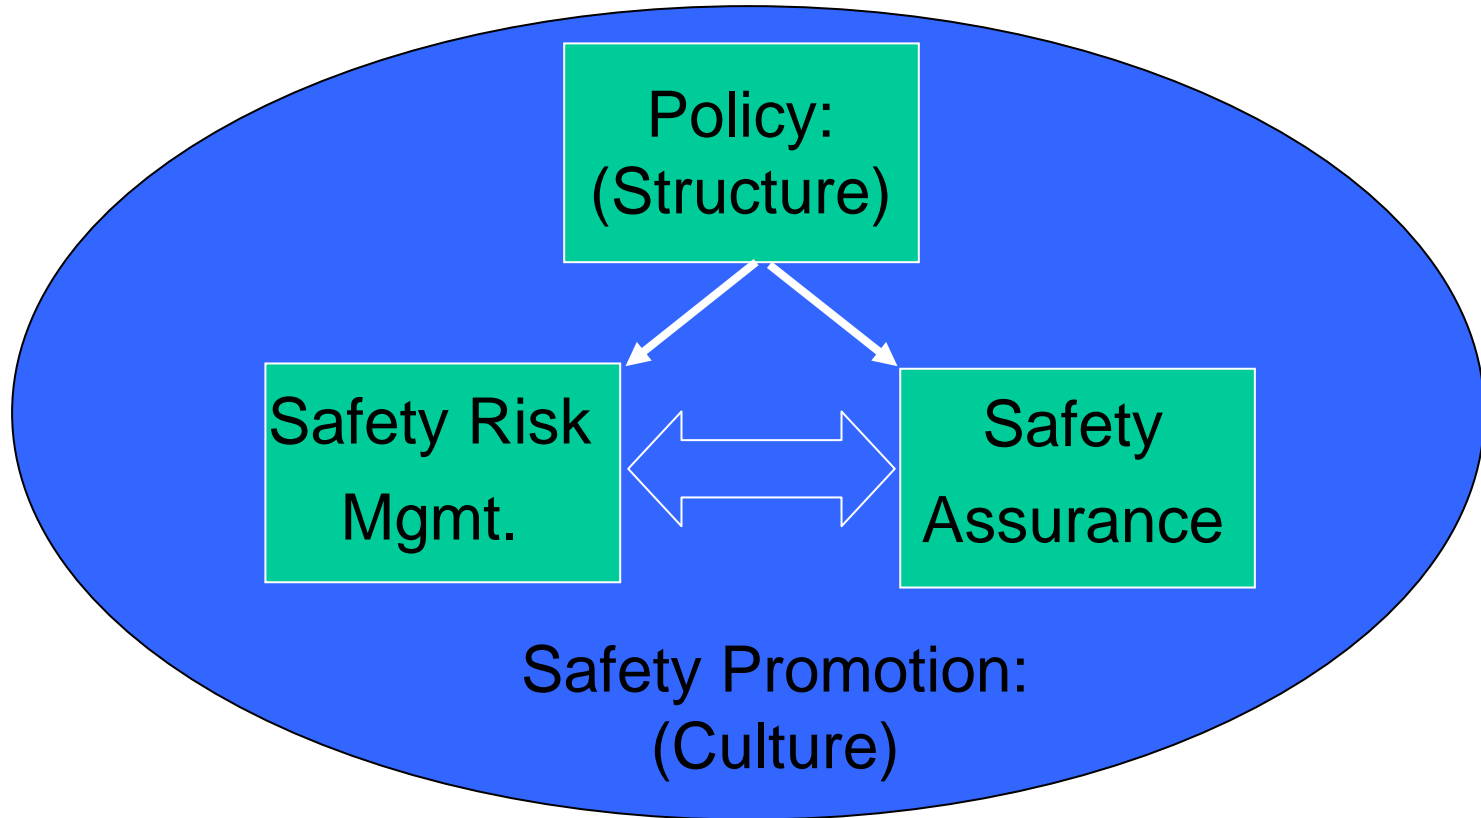 Policy:
(Structure)
Safety Risk
Mgmt.
Safety
Assurance
Safety Promotion:
(Culture)